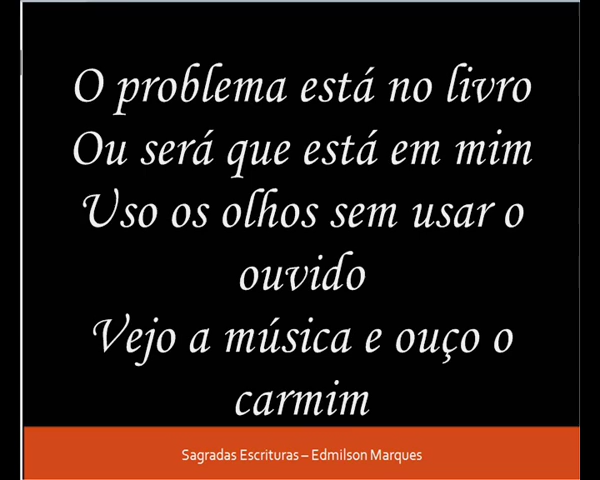 O problema está no livro
Ou será que está em mim
Uso os olhos sem usar o
ouvido
Vejo a música e ouço o
carmim
Sagradas Escrituras – Edmilson Marques